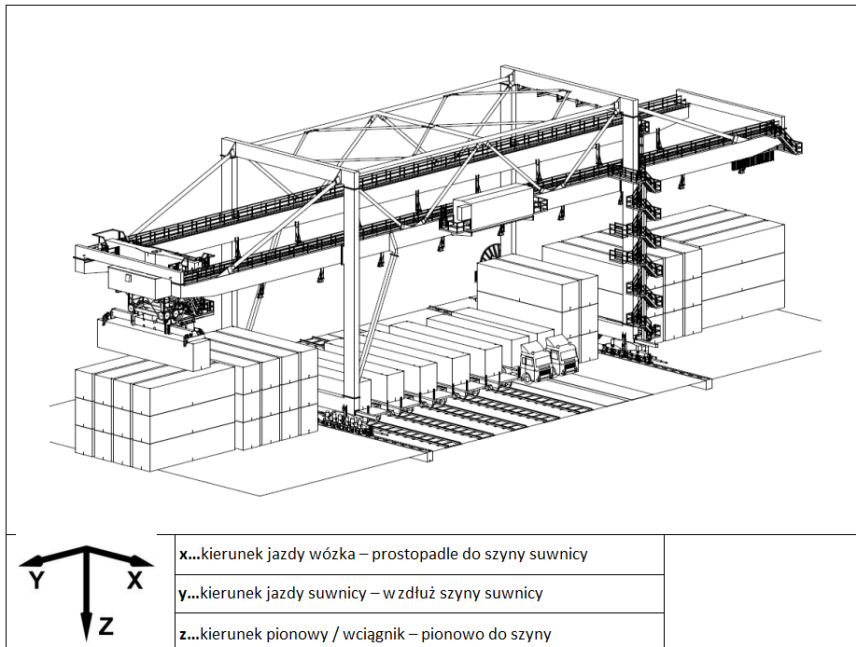 Y
X
Z
x...kierunek jazdy wózka – prostopadle do szyny suwnicy
y...kierunek jazdy suwnicy – wzdłuż szyny suwnicy
z...kierunek pionowy / wciągnik – pionowo do szyny